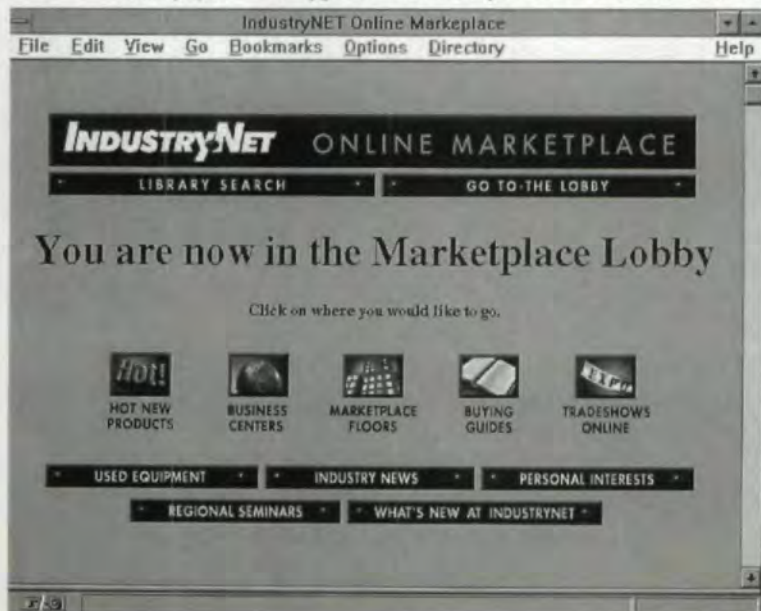 IndustryNET Online Markeplace
File Edit View Go Bookmarks Options Directory Help
INDUSTRY.NET ONLINE MARKETPLACE
LIBRARY SEARCH GO TO-THE LOBBY
You are now in the Marketplace Lobby
Click on where you would like to go.
Hot! EXPO
HOT NEW PRODUCTS BUSINESS CENTERS MARKETPLACE FLOORS BUYING GUIDES TRADESHOWS ONLINE
USED EQUIPMENT INDUSTRY NEWS PERSONAL INTERESTS
REGIONAL SEMINARS WHAT'S NEW AT INDUSTRYNET